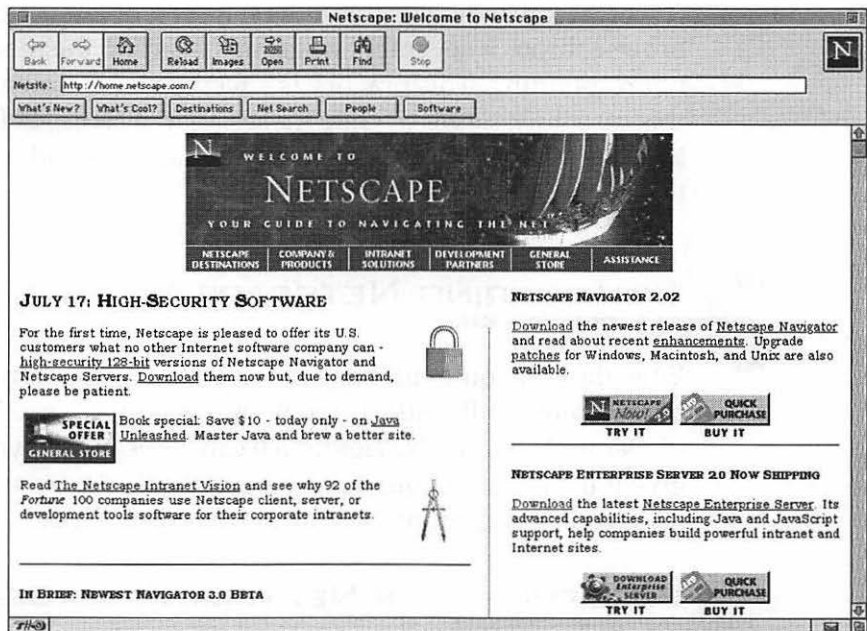 Netscape: Welcome to Netscape
Back Forward Home Reload Images Open Print Find Stop
N
Netsite: http://home.netscape.com/
What's New? What's Cool? Destinations Net Search People Software
N WELCOME TO
NETSCAPE
YOUR GUIDE TO NAVIGATING THE NET
NETSCAPE DESTINATIONS
COMPANY & PRODUCTS
INTRANET SOLUTIONS
DEVELOPMENT PARTNERS
GENERAL STORE
ASSISTANCE
JULY 17: HIGH-SECURITY SOFTWARE
For the first time, Netscape is pleased to offer its U.S.
customers what no other Internet software company can -
high-security 128-bit versions of Netscape Navigator and
Netscape Servers. Download them now but, due to demand,
please be patient.
SPECIAL
OFFER
GENERAL STORE
Book special: Save $10 - today only - on Java
Unleashed. Master Java and brew a better site.
Read The Netscape Intranet Vision and see why 92 of the
Fortune 100 companies use Netscape client, server, or
development tools software for their corporate intranets.
IN BRIEF: NEWEST NAVIGATOR 3.0 BETA
NETSCAPE NAVIGATOR 2.02
Download the newest release of Netscape Navigator
and read about recent enhancements. Upgrade
patches for Windows, Macintosh, and Unix are also
available.
N NETSCAPE
Now! 2.0
TRY IT
QUICK
PURCHASE
BUY IT
NETSCAPE ENTERPRISE SERVER 2.0 NOW SHIPPING
Download the latest Netscape Enterprise Server. Its
advanced capabilities, including Java and JavaScript
support, help companies build powerful intranet and
Internet sites.
DOWNLOAD
Enterprise
SERVER
TRY IT
QUICK
PURCHASE
BUY IT